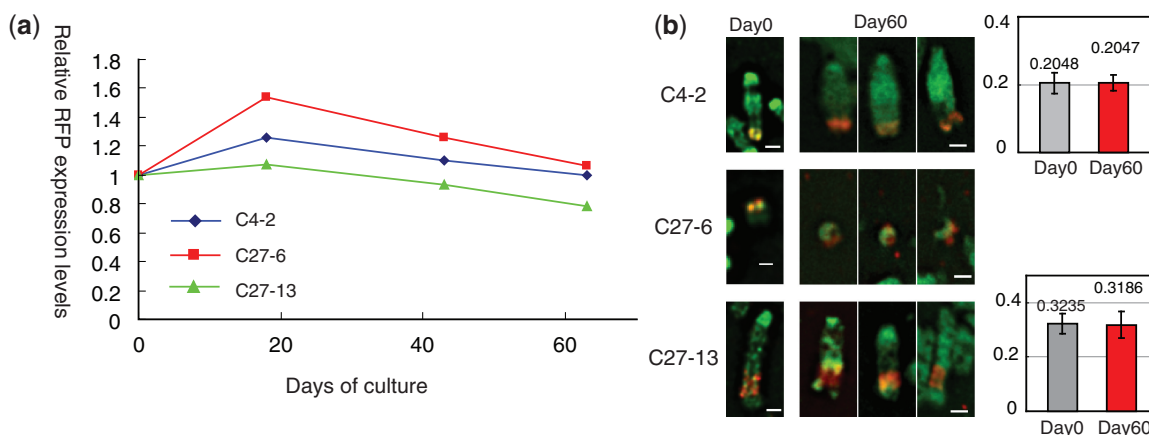 (a)
Relative RFP expression levels
1.8
1.6
1.4
1.2
1
0.8
0.6
0.4
0.2
0
C4-2
C27-6
C27-13
0 20 40 60
Days of culture
(b)
Day0 Day60
C4-2
C27-6
C27-13
0.4
0.2
0
0.2048
0.2047
Day0 Day60
0.4
0.2
0
0.3235
0.3186
Day0 Day60